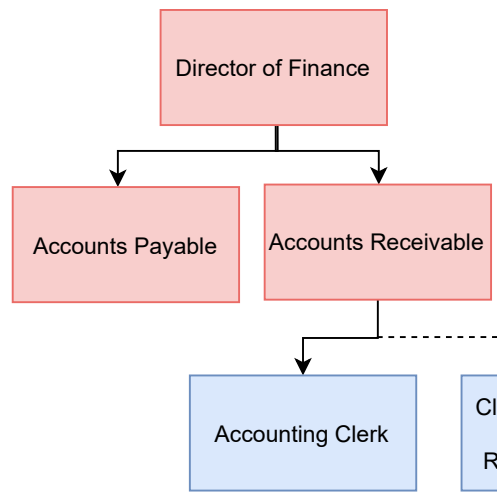 Director of Finance
Accounts Payable
Accounts Receivable
Accounting Clerk